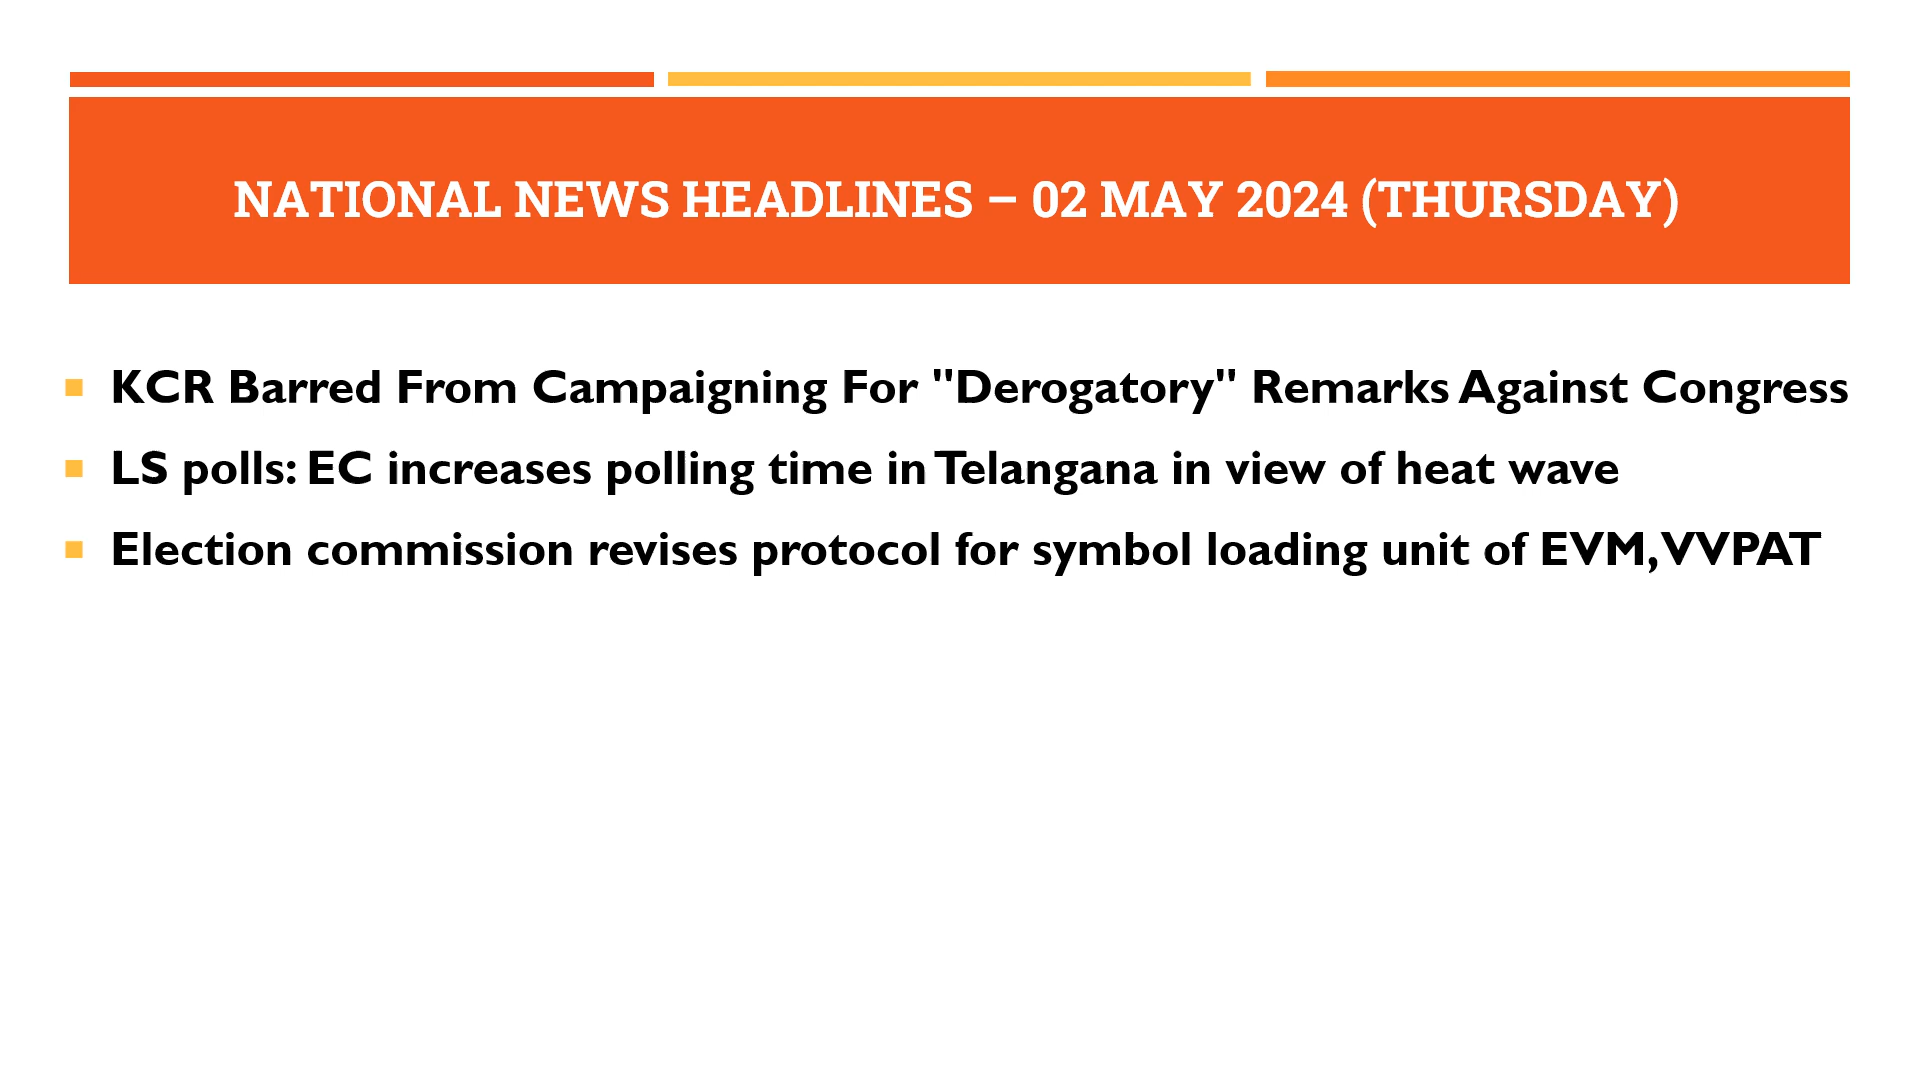 NATIONAL NEWS HEADLINES – 02 MAY 2024 (THURSDAY)
KCR Barred From Campaigning For "Derogatory" Remarks Against Congress
LS polls: EC increases polling time in Telangana in view of heat wave
Election commission revises protocol for symbol loading unit of EVM, VVPAT